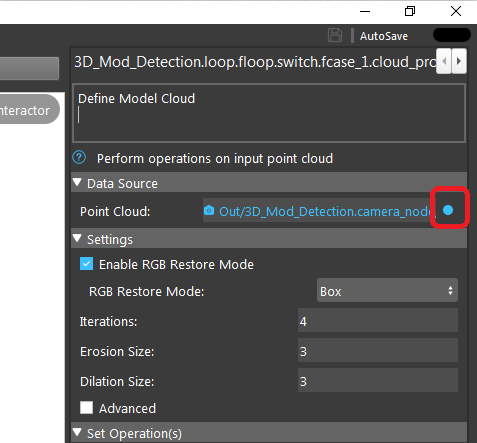 AutoSave
3D_Mod_Detection.loop.floop.switch.fcase_1.cloud_pro
nteractor
Define Model Cloud
Perform operations on input point cloud
Data Source
Point Cloud: Out/3D_Mod_Detection.camera_node
Settings
Enable RGB Restore Mode
RGB Restore Mode: Box
Iterations: 4
Erosion Size: 3
Dilation Size: 3
Advanced
Set Operation(s)